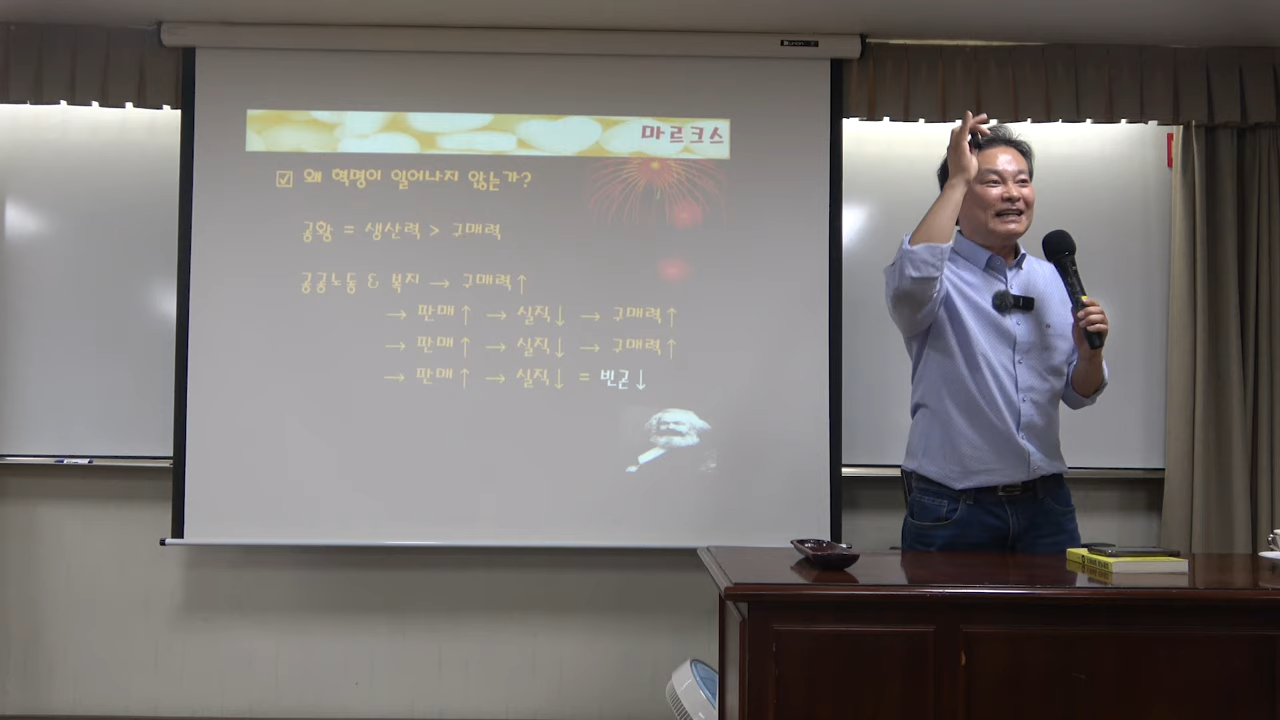 마르크스
☑ 왜 혁명이 일어나지 않는가?
공황 = 생산력 > 구매력
공공노동 & 복지 → 구매력↑
→ 판매↑ → 실직↓ → 구매력↑
→ 판매↑ → 실직↓ → 구매력↑
→ 판매↑ → 실직↓ = 빈곤↓